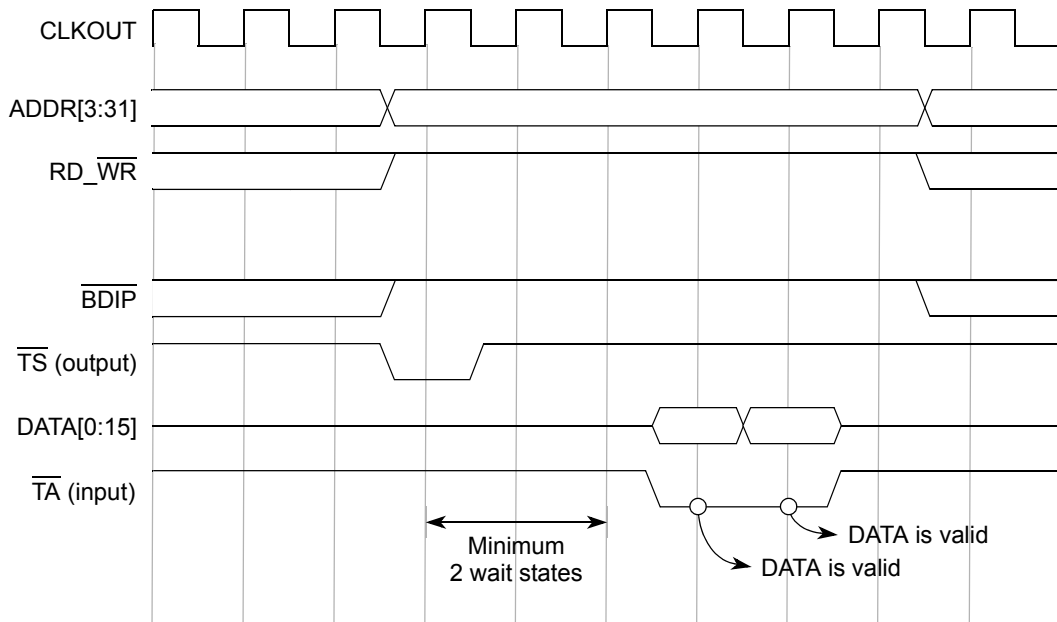 CLKOUT
ADDR[3:31]
RD_WR
BDIP
TS (output)
DATA[0:15]
TA (input)
Minimum
2 wait states
DATA is valid
DATA is valid